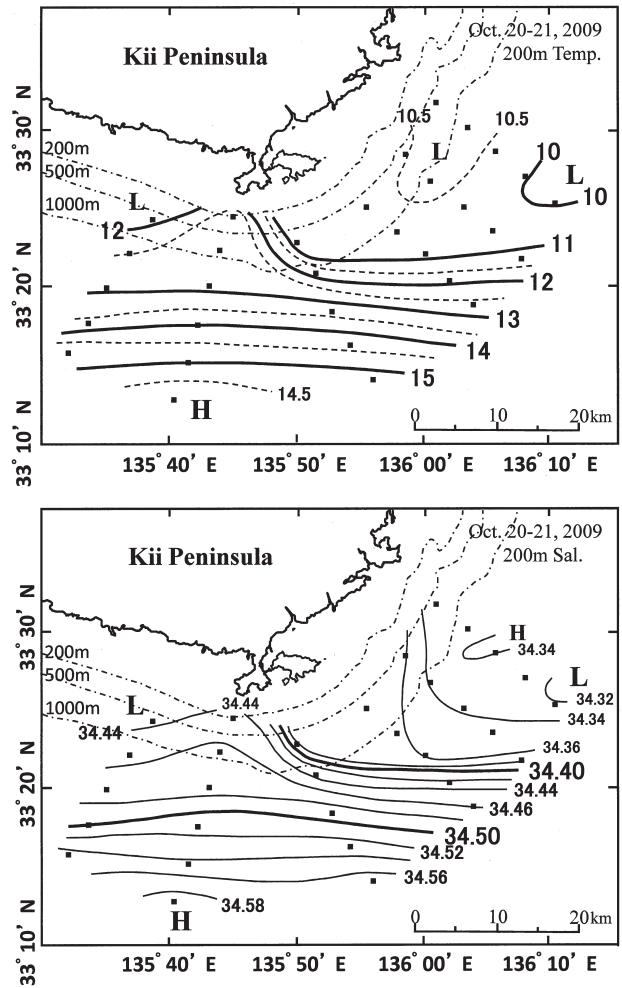 Oct. 20-21, 2009
Kii Peninsula
200m Temp.
33° 30′ N
10.5
10.5
200m
L
10
500m
L
1000m
L
10
12
11
33° 20′ N
12
13
14
15
14.5
H
0 10 20km
33° 10′ N
135° 40′ E 135° 50′ E 136° 00′ E 136° 10′ E
Oct. 20-21, 2009
Kii Peninsula
200m Sal.
33° 30′ N
H
200m
34.34
500m
L
34.32
1000m
L
34.44
34.34
34.44
34.36
33° 20′ N
34.40
34.44
34.46
34.50
34.52
34.56
34.58
H
0 10 20km
33° 10′ N
135° 40′ E 135° 50′ E 136° 00′ E 136° 10′ E